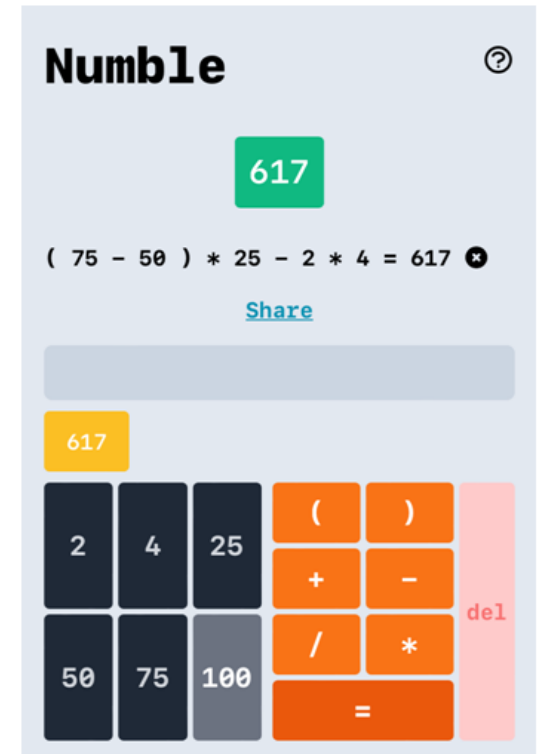 Numble ?
617
( 75 - 50 ) * 25 - 2 * 4 = 617
Share
617
2 4 25 ( )
+ - del
50 75 100 / *
=